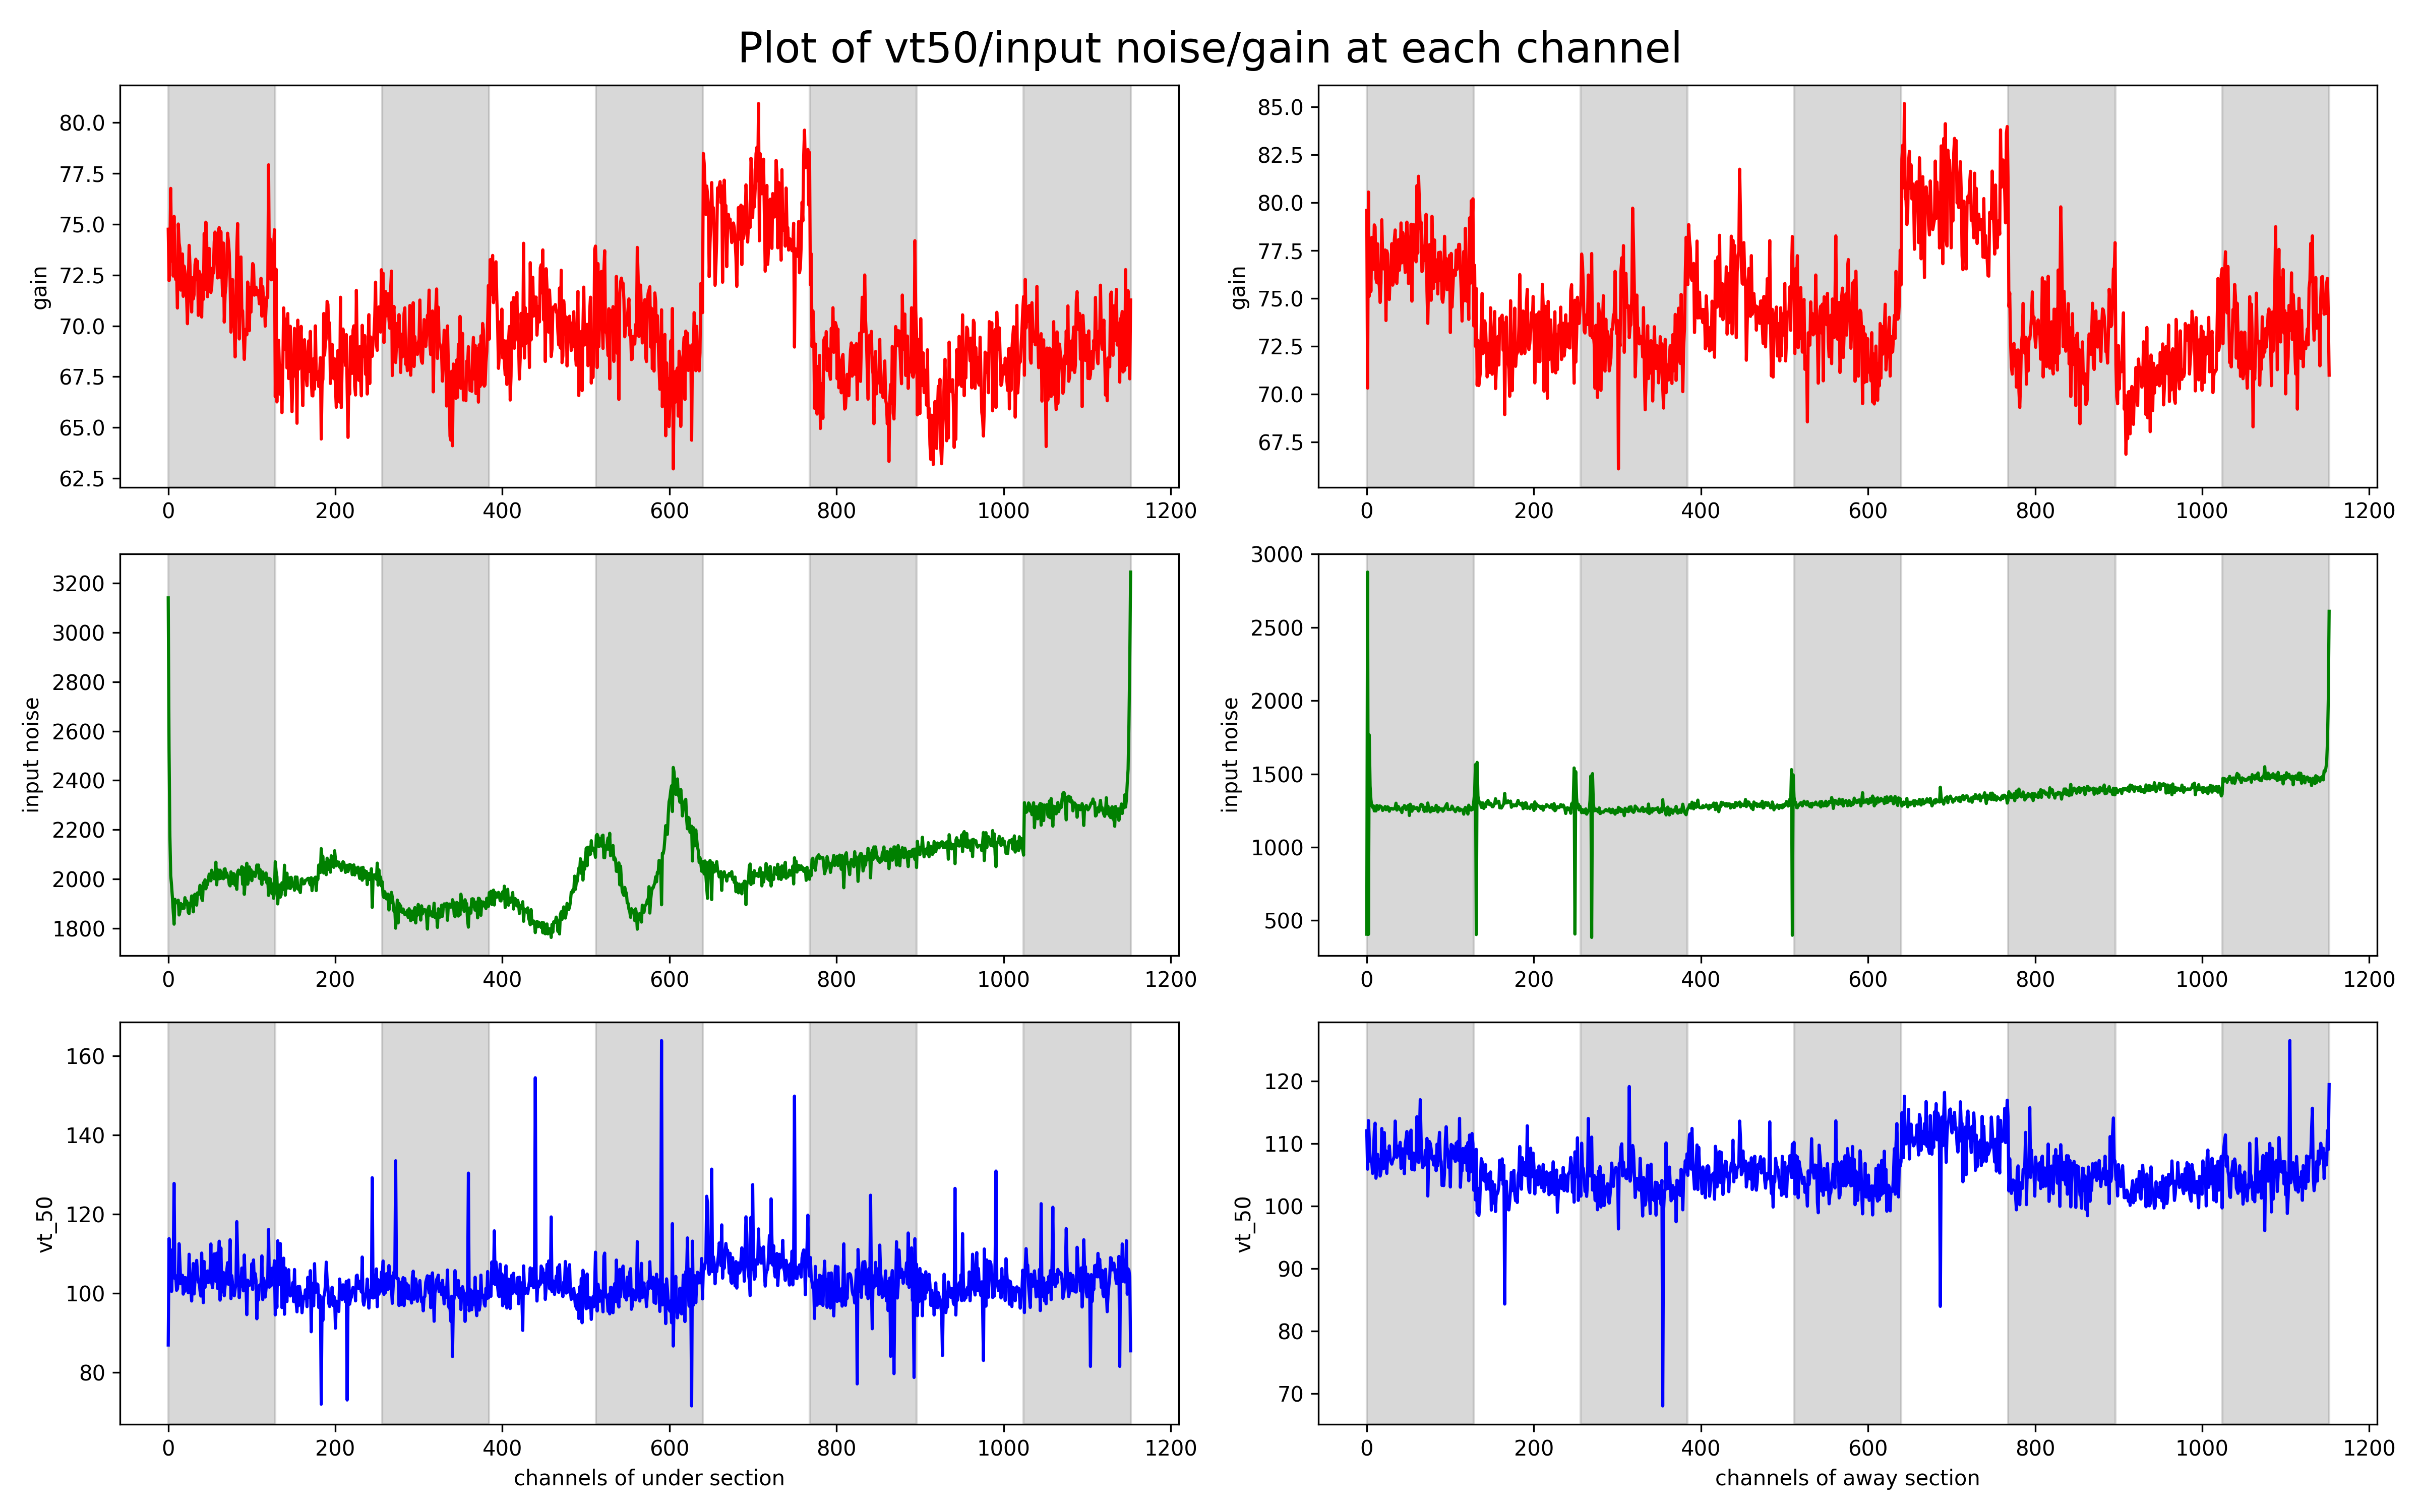 Plot of vt50/input noise/gain at each channel
gain
80.0
77.5
75.0
72.5
70.0
67.5
65.0
62.5
0 200 400 600 800 1000 1200
gain
85.0
82.5
80.0
77.5
75.0
72.5
70.0
67.5
0 200 400 600 800 1000 1200
input noise
3200
3000
2800
2600
2400
2200
2000
1800
0 200 400 600 800 1000 1200
input noise
3000
2500
2000
1500
1000
500
0 200 400 600 800 1000 1200
vt_50
160
140
120
100
80
0 200 400 600 800 1000 1200
channels of under section
vt_50
120
110
100
90
80
70
0 200 400 600 800 1000 1200
channels of away section